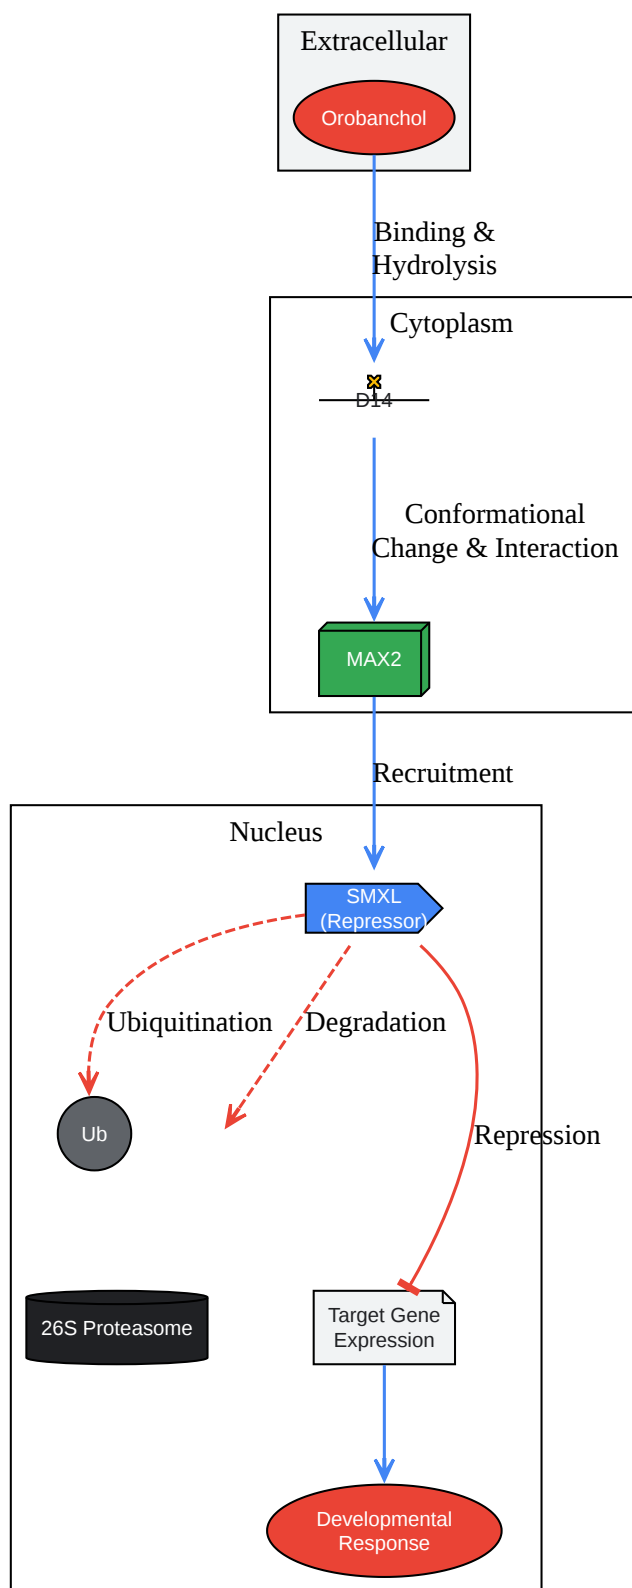 Extracellular
Orobanchol
Binding &
Hydrolysis
Cytoplasm
D14
Conformational
Change & Interaction
MAX2
Recruitment
Nucleus
SMXL
(Repressor)
Ubiquitination
Degradation
Ub
Repression
26S Proteasome
Target Gene
Expression
Developmental
Response